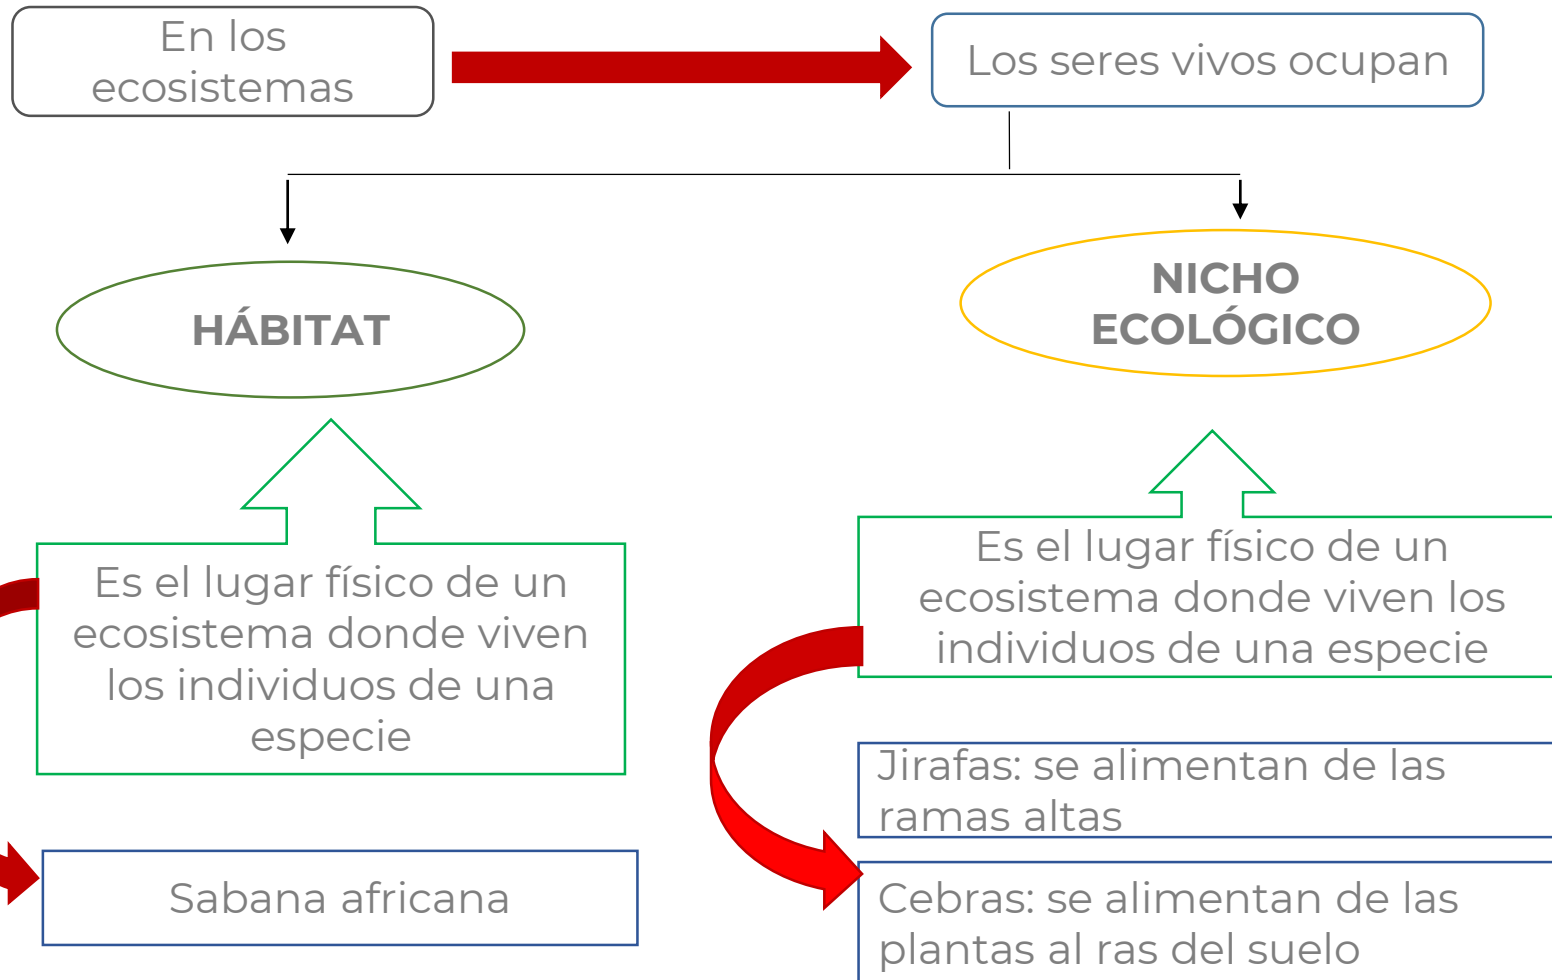 En los
ecosistemas
Los seres vivos ocupan
HÁBITAT
NICHO
ECOLÓGICO
Es el lugar físico de un
ecosistema donde viven
los individuos de una
especie
Es el lugar físico de un
ecosistema donde viven los
individuos de una especie
Sabana africana
Jirafas: se alimentan de las
ramas altas
Cebras: se alimentan de las
plantas al ras del suelo